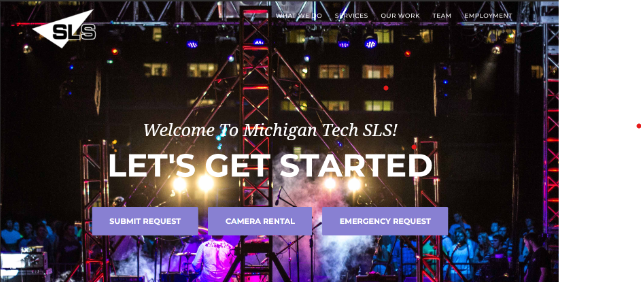 SLS
WHAT WE DO SERVICES OUR WORK TEAM EMPLOYMENT
Welcome To Michigan Tech SLS!
LET'S GET STARTED
SUBMIT REQUEST CAMERA RENTAL EMERGENCY REQUEST